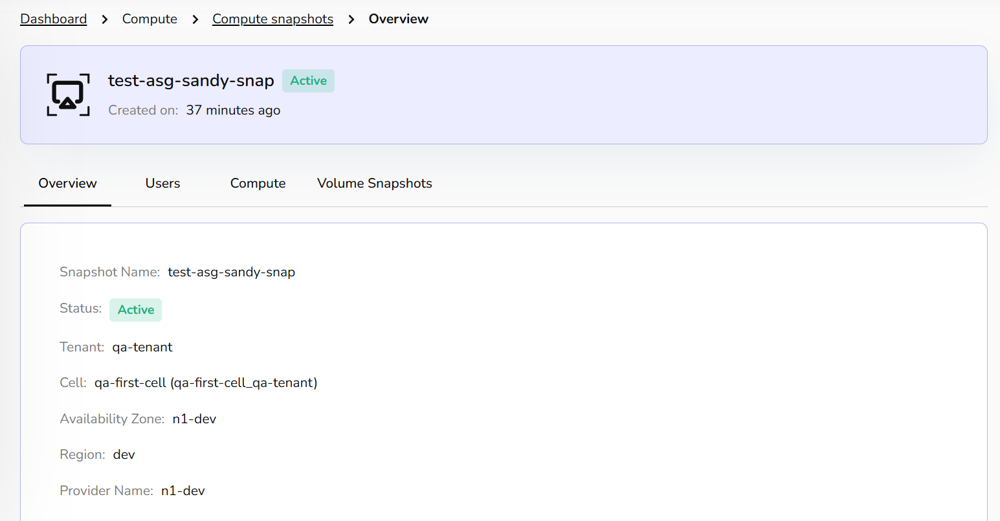 Dashboard > Compute > Compute snapshots > Overview
test-asg-sandy-snap Active
Created on: 37 minutes ago
Overview Users Compute Volume Snapshots
Snapshot Name: test-asg-sandy-snap
Status: Active
Tenant: qa-tenant
Cell: qa-first-cell (qa-first-cell_qa-tenant)
Availability Zone: n1-dev
Region: dev
Provider Name: n1-dev